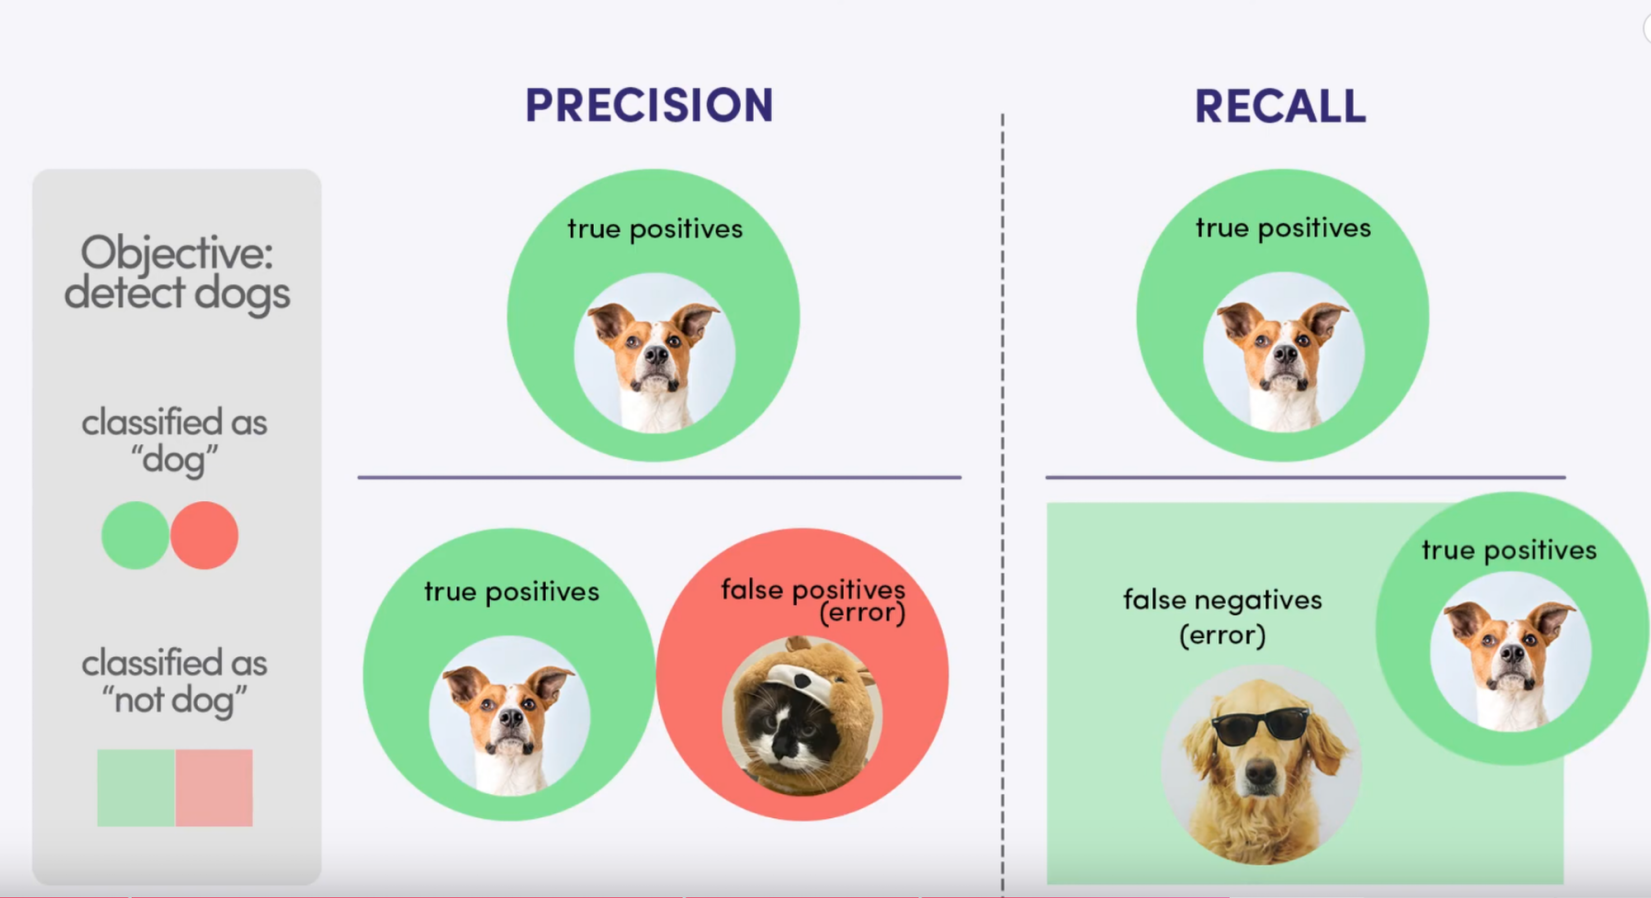 PRECISION
RECALL
Objective:
detect dogs
classified as
“dog”
classified as
“not dog”
true positives
true positives
false positives
(error)
true positives
false negatives
(error)
true positives